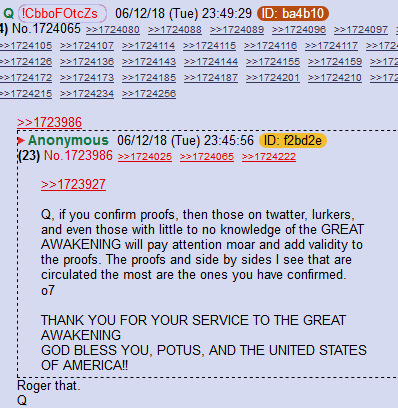 Q !CbboFOtcZs 06/12/18 (Tue) 23:49:29 ID: ba4b10
4) No.1724065 >>1724080 >>1724088 >>1724089 >>1724096 >>1724097
>>1724105 >>1724107 >>1724114 >>1724115 >>1724116 >>1724117 >>1724
>>1724126 >>1724136 >>1724143 >>1724144 >>1724155 >>1724159 >>1724
>>1724172 >>1724173 >>1724185 >>1724187 >>1724201 >>1724210 >>1724
>>1724215 >>1724234 >>1724256
>>1723986
Anonymous 06/12/18 (Tue) 23:45:56 ID: f2bd2e
(23) No.1723986 >>1724025 >>1724065 >>1724222
>>1723927
Q, if you confirm proofs, then those on twatter, lurkers,
and even those with little to no knowledge of the GREAT
AWAKENING will pay attention moar and add validity to
the proofs. The proofs and side by sides I see that are
circulated the most are the ones you have confirmed.
o7
THANK YOU FOR YOUR SERVICE TO THE GREAT
AWAKENING
GOD BLESS YOU, POTUS, AND THE UNITED STATES
OF AMERICA!!
Roger that.
Q